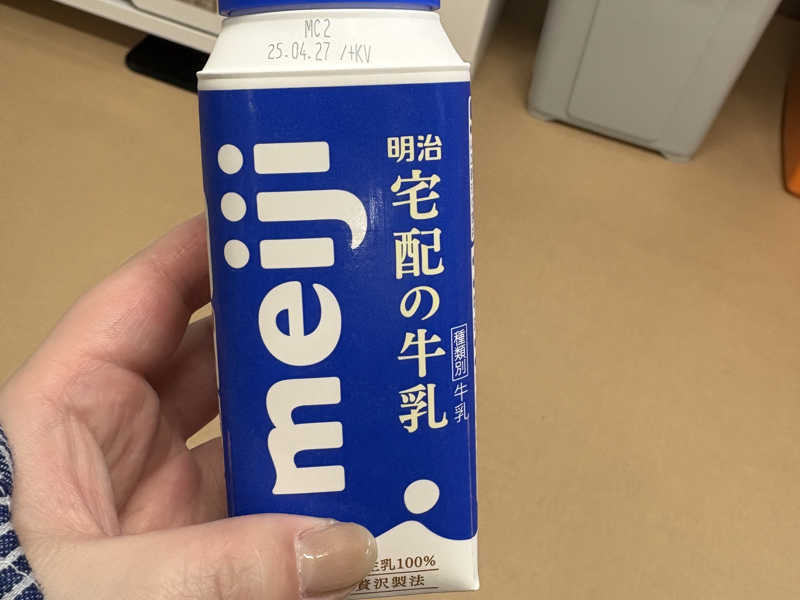 MC2
25.04.27 /+KV
meiji
明治
宅配の牛乳
種類別 牛乳
生乳100%
贅沢製法